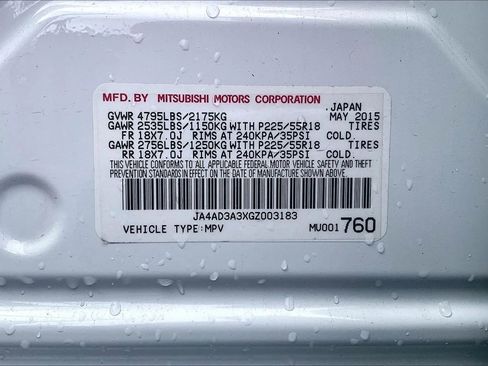 MFD. BY MITSUBISHI MOTORS CORPORATION .JAPAN
GVWR 4795LBS/2175KG MAY 2015
GAWR 2535LBS/1150KG WITH P225/55R18 TIRES
FR 18X7.0J RIMS AT 240KPA/35PSI COLD.
GAWR 2756LBS/1250KG WITH P225/55R18 TIRES
RR 18X7.0J RIMS AT 240KPA/35PSI COLD.
THIS VEHICLE CONFORMS TO ALL APPLICABLE FEDERAL MOTOR VEHICLE SAFETY AND THEFT
PREVENTION STANDARDS IN EFFECT ON THE DATE OF MANUFACTURE SHOWN ABOVE.
JA4AD3A3XGZ003183
VEHICLE TYPE:MPV MU001760